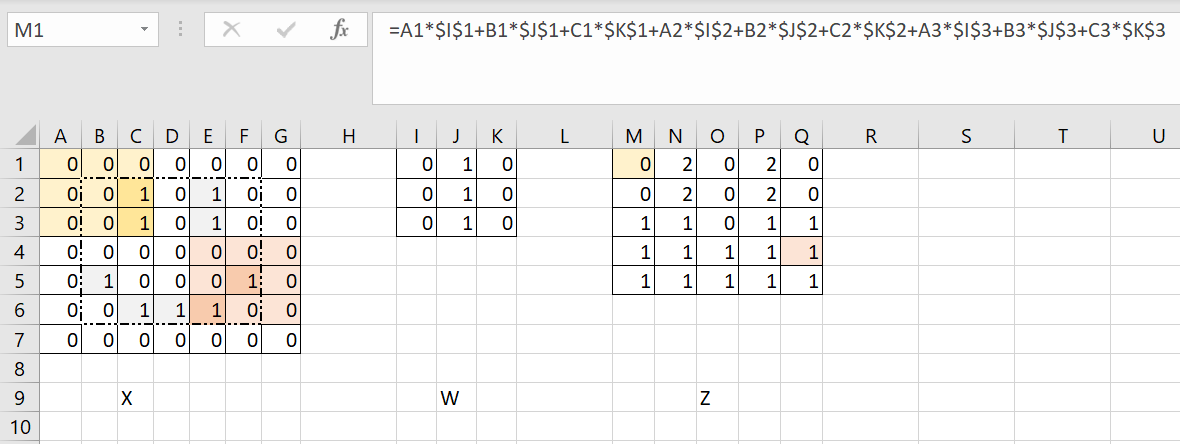 M1 fx =A1*$I$1+B1*$J$1+C1*$K$1+A2*$I$2+B2*$J$2+C2*$K$2+A3*$I$3+B3*$J$3+C3*$K$3
A B C D E F G H I J K L M N O P Q R S T U
1 0 0 0 0 0 0 0 0 1 0 0 2 0 2 0
2 0 0 1 0 1 0 0 0 1 0 0 2 0 2 0
3 0 0 1 0 1 0 0 0 1 0 1 1 0 1 1
4 0 0 0 0 0 0 0 1 1 1 1 1
5 0 1 0 0 0 1 0 1 1 1 1 1
6 0 0 1 1 1 0 0
7 0 0 0 0 0 0 0
8
9 X W Z
10